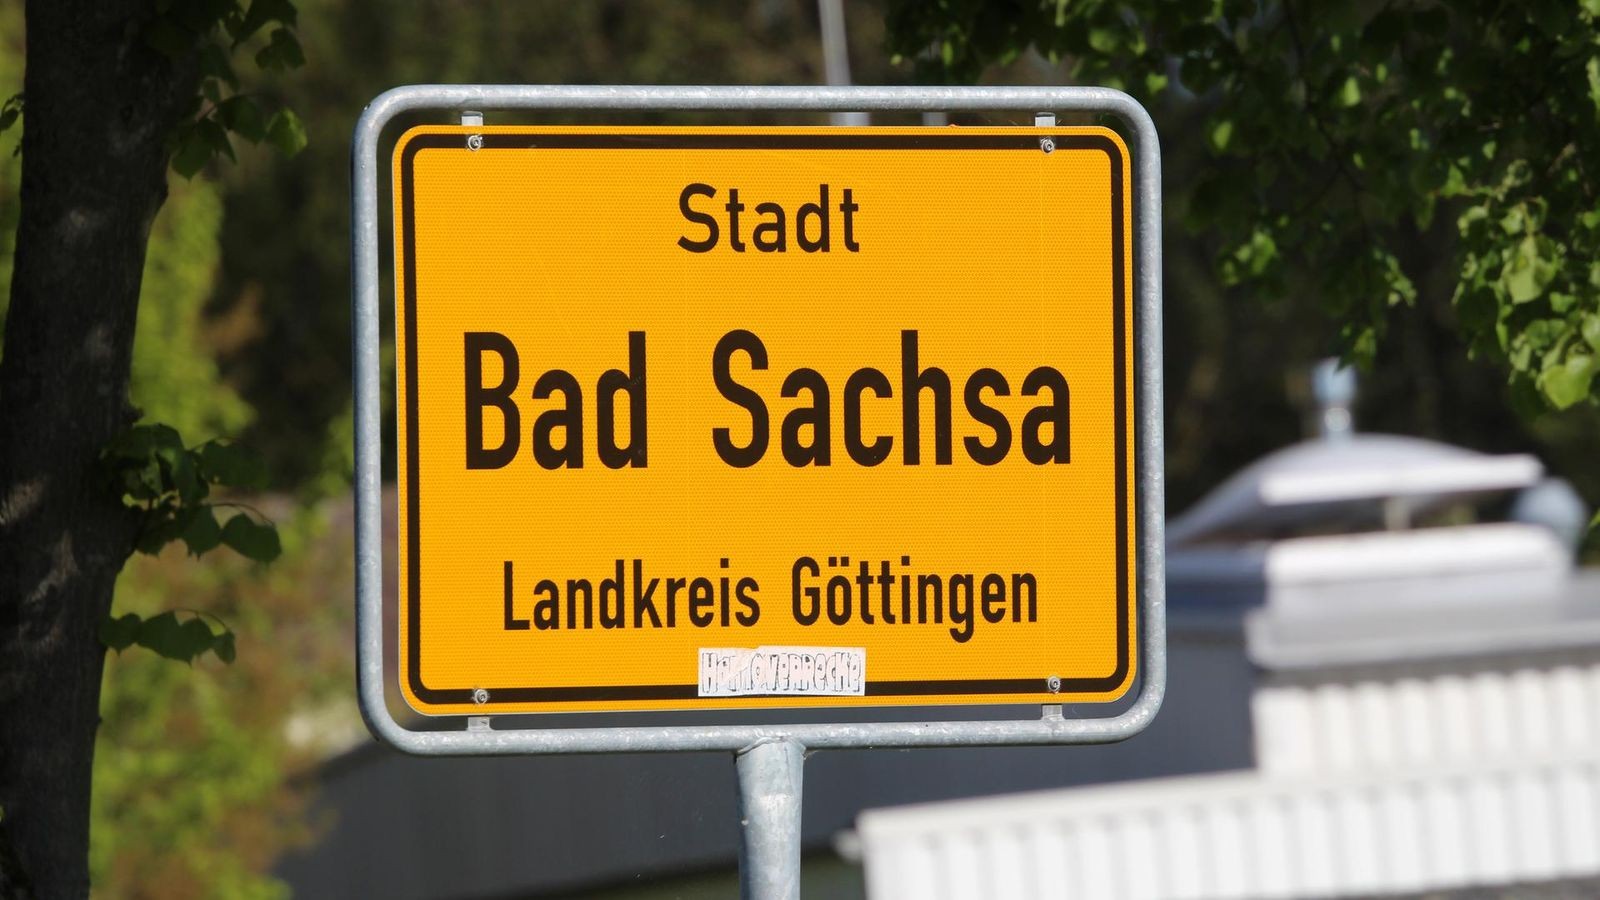 Stadt
Bad Sachsa
Landkreis Göttingen